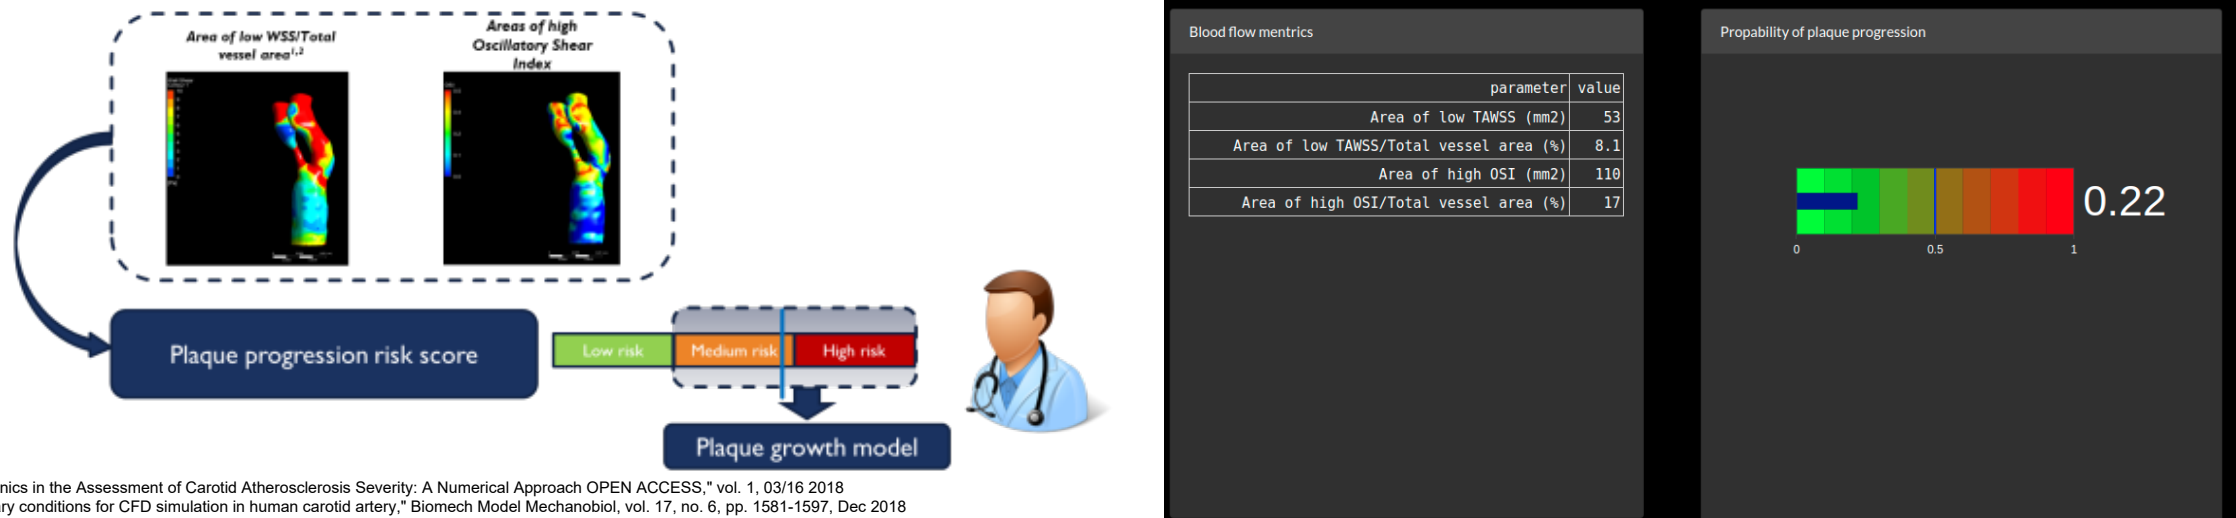 Area of low WSS/Total
vessel area1,2
Areas of high
Oscillatory Shear
Index
Plaque progression risk score
Low risk
Medium risk
High risk
Plaque growth model
nics in the Assessment of Carotid Atherosclerosis Severity: A Numerical Approach OPEN ACCESS," vol. 1, 03/16 2018
ry conditions for CFD simulation in human carotid artery," Biomech Model Mechanobiol, vol. 17, no. 6, pp. 1581-1597, Dec 2018
Blood flow mentrics
parameter value
Area of low TAWSS (mm2) 53
Area of low TAWSS/Total vessel area (%) 8.1
Area of high OSI (mm2) 110
Area of high OSI/Total vessel area (%) 17
Propability of plaque progression
0.22
0 0.5 1